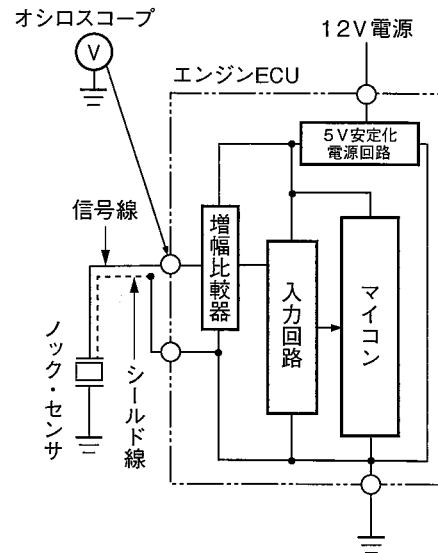 オシロスコープ
V
12V電源
エンジンECU
5V安定化
電源回路
信号線
増幅比較器
入力回路
マイコン
ノック・センサ
シールド線